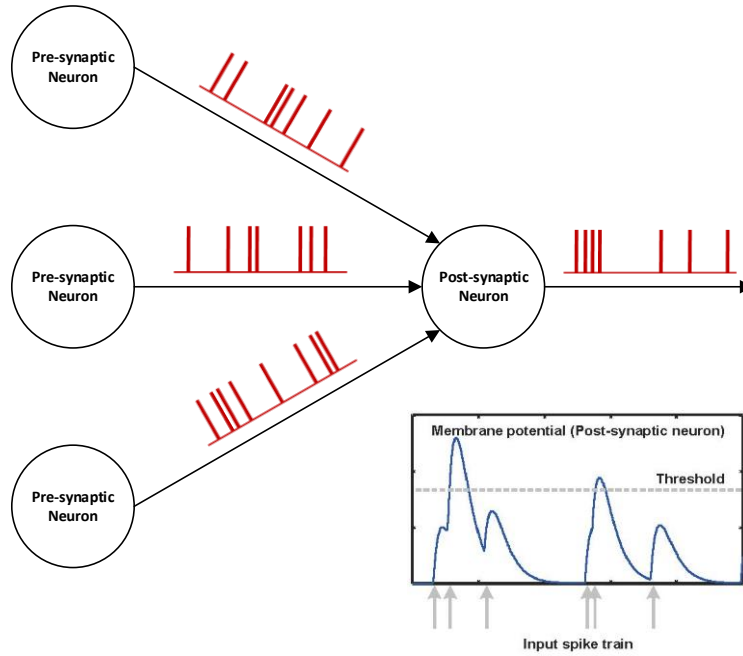 Pre-synaptic
Neuron
Pre-synaptic
Neuron
Post-synaptic
Neuron
Pre-synaptic
Neuron
Membrane potential (Post-synaptic neuron)
Threshold
Input spike train